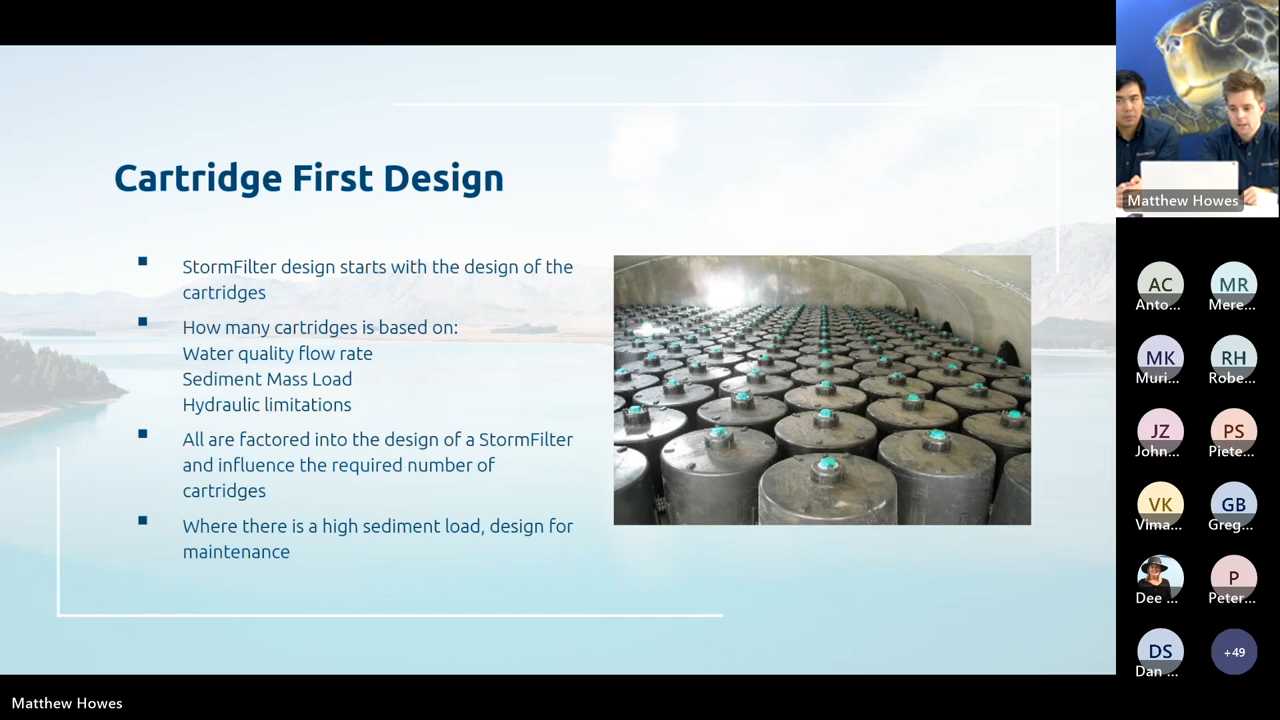 Cartridge First Design
StormFilter design starts with the design of the
cartridges
How many cartridges is based on:
Water quality flow rate
Sediment Mass Load
Hydraulic limitations
All are factored into the design of a StormFilter
and influence the required number of
cartridges
Where there is a high sediment load, design for
maintenance
Matthew Howes
AC
Anto...
MR
Mere...
MK
Muri...
RH
Robe...
JZ
John...
PS
Piete...
VK
Vima...
GB
Greg...
Dee ...
P
Peter...
DS
Dan ...
+49
Matthew Howes